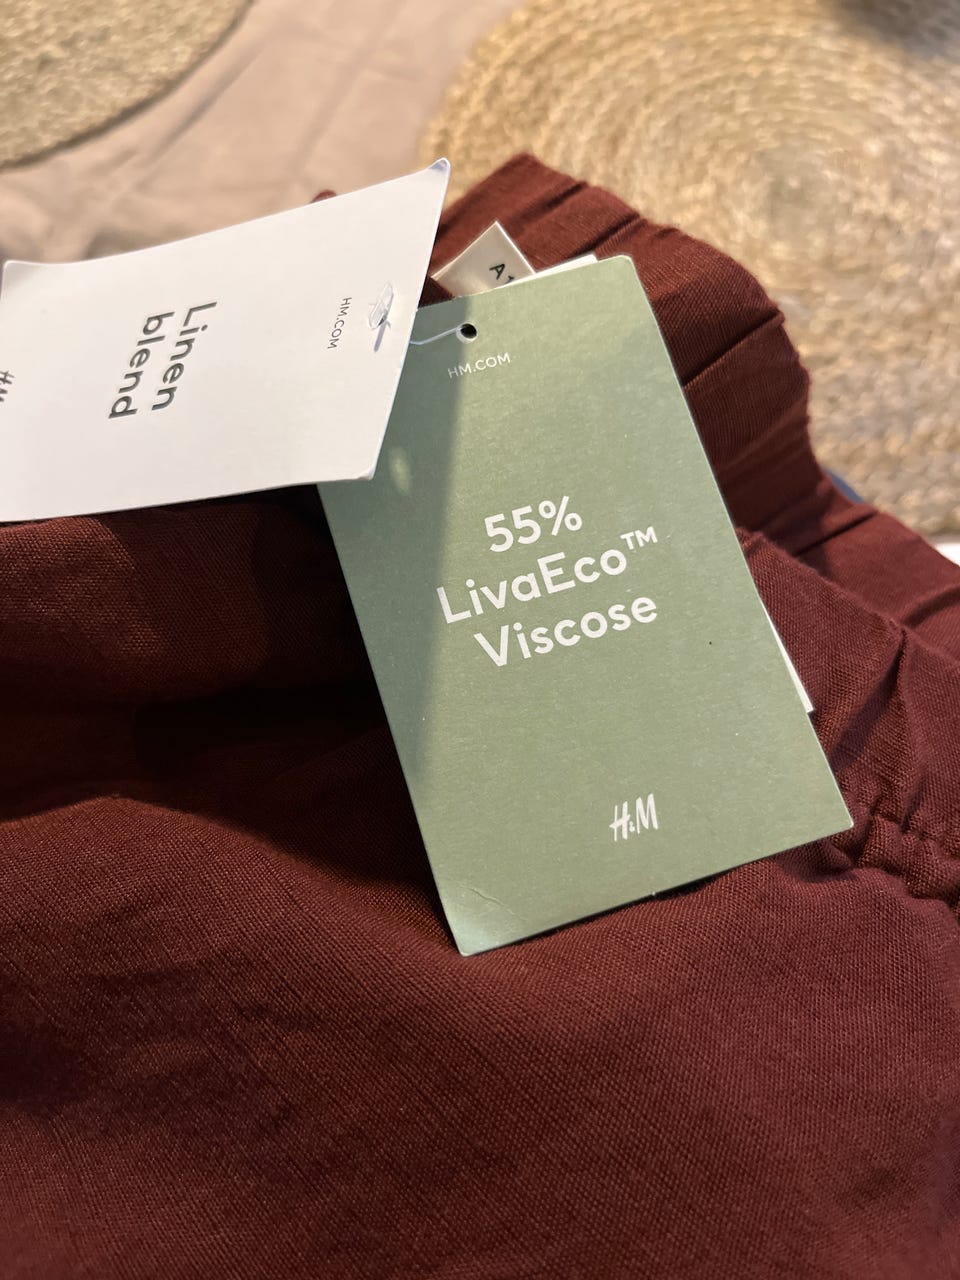 HM.COM
Linen
blend
HM.COM
55%
LivaEco™
Viscose
H&M